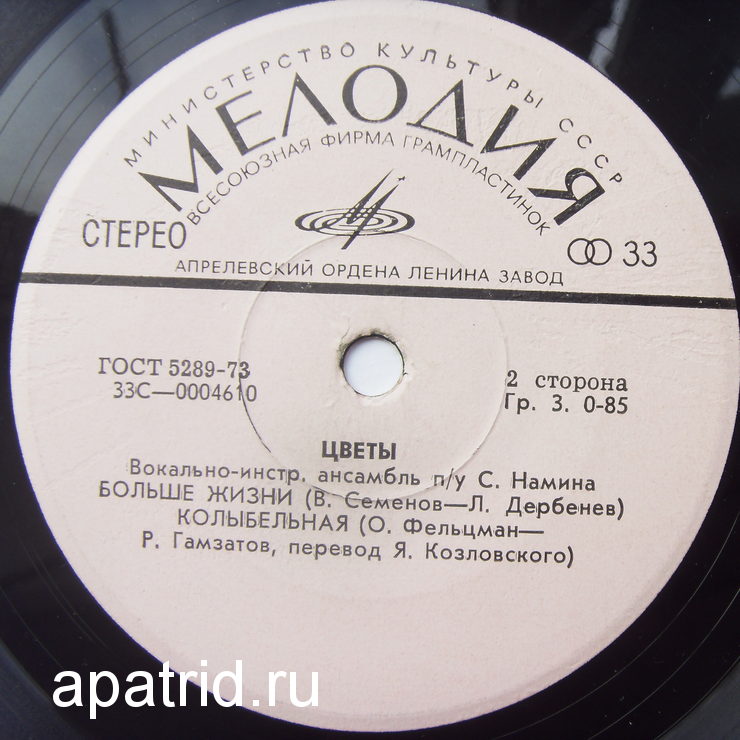 МИНИСТЕРСТВО КУЛЬТУРЫ СССР
МЕЛОДИЯ
ВСЕСОЮЗНАЯ ФИРМА ГРАМПЛАСТИНОК
СТЕРЕО
33
АПРЕЛЕВСКИЙ ОРДЕНА ЛЕНИНА ЗАВОД
ГОСТ 5289-73
33С—0004610
2 сторона
Гр. 3. 0-85
ЦВЕТЫ
Вокально-инстр. ансамбль п/у С. Намина
БОЛЬШЕ ЖИЗНИ (В. Семенов—Л. Дербенев)
КОЛЫБЕЛЬНАЯ (О. Фельцман—
Р. Гамзатов, перевод Я. Козловского)
apatrid.ru